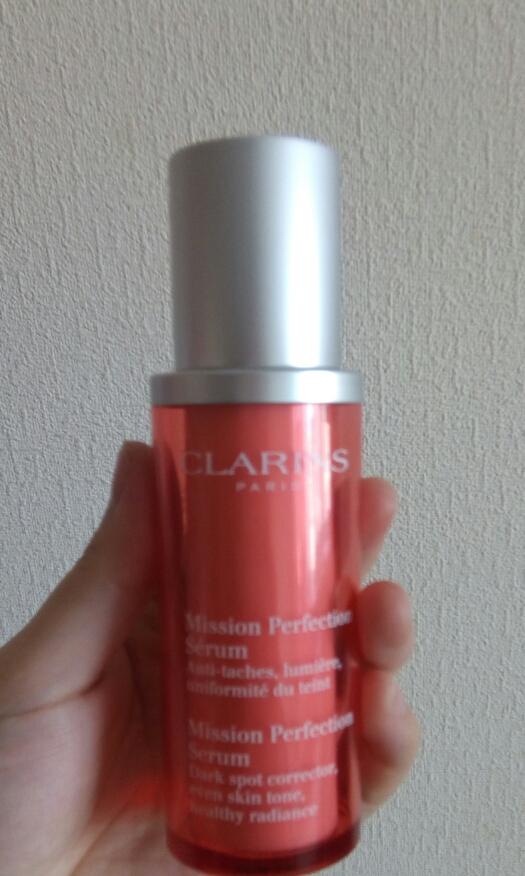 CLARINS
PARIS
Mission Perfection
Sérum
Anti-taches, lumière,
uniformité du teint
Mission Perfection
Serum
Dark spot corrector,
even skin tone,
healthy radiance